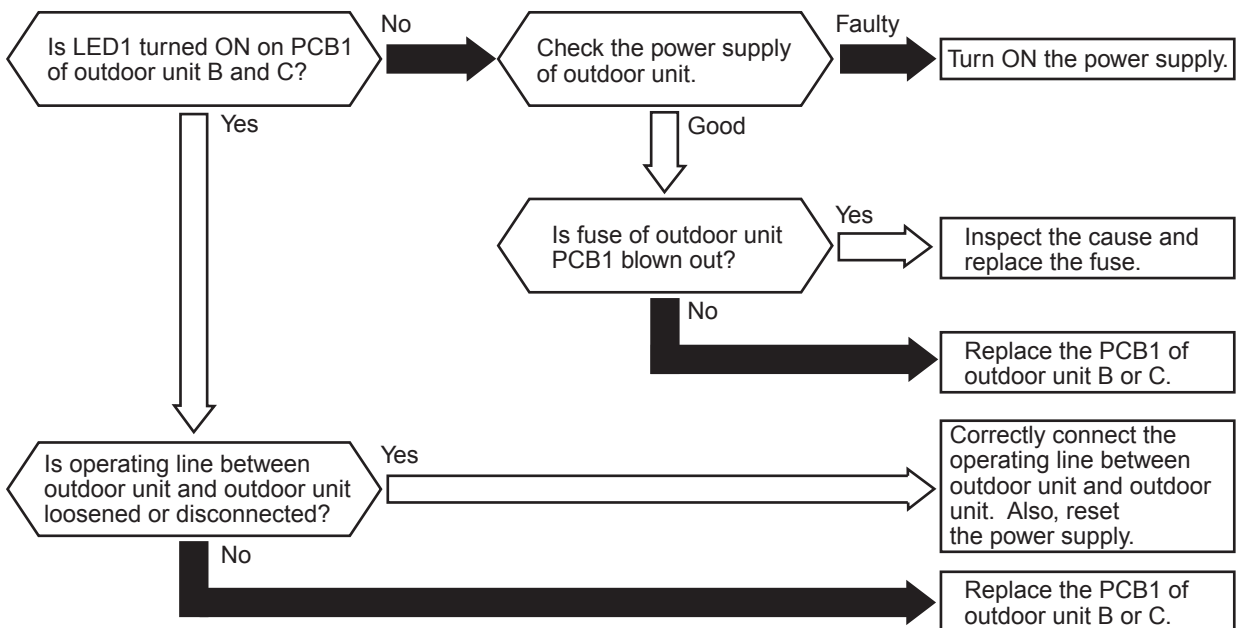 Is LED1 turned ON on PCB1
of outdoor unit B and C?
No
Check the power supply
of outdoor unit.
Faulty
Turn ON the power supply.
Yes
Good
Is fuse of outdoor unit
PCB1 blown out?
Yes
Inspect the cause and
replace the fuse.
No
Replace the PCB1 of
outdoor unit B or C.
Is operating line between
outdoor unit and outdoor unit
loosened or disconnected?
Yes
Correctly connect the
operating line between
outdoor unit and outdoor
unit. Also, reset
the power supply.
No
Replace the PCB1 of
outdoor unit B or C.